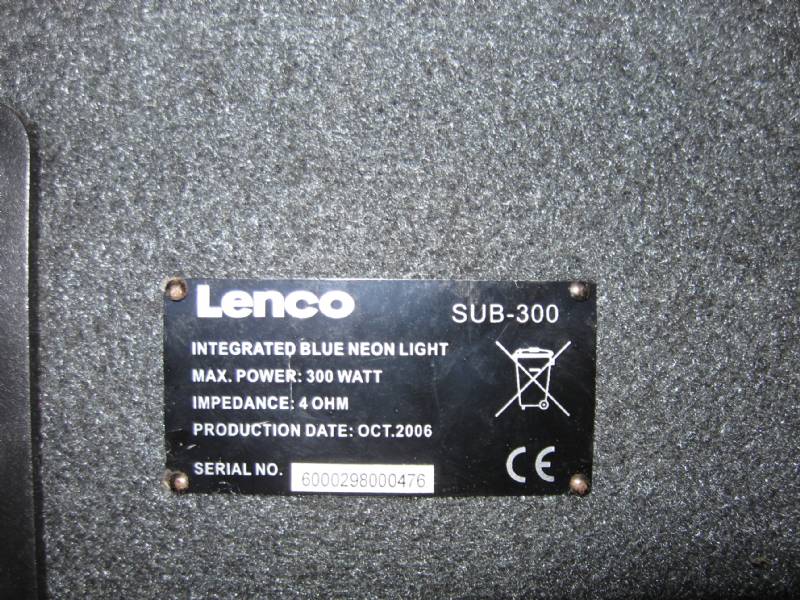 Lenco
SUB-300
INTEGRATED BLUE NEON LIGHT
MAX. POWER: 300 WATT
IMPEDANCE: 4 OHM
PRODUCTION DATE: OCT.2006
SERIAL NO. 6000298000476
CE